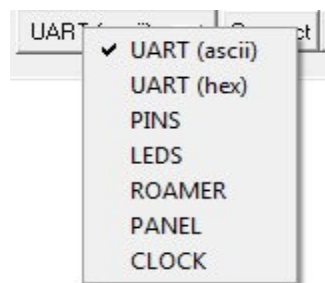 UART
UART (ascii)
UART (hex)
PINS
LEDS
ROAMER
PANEL
CLOCK